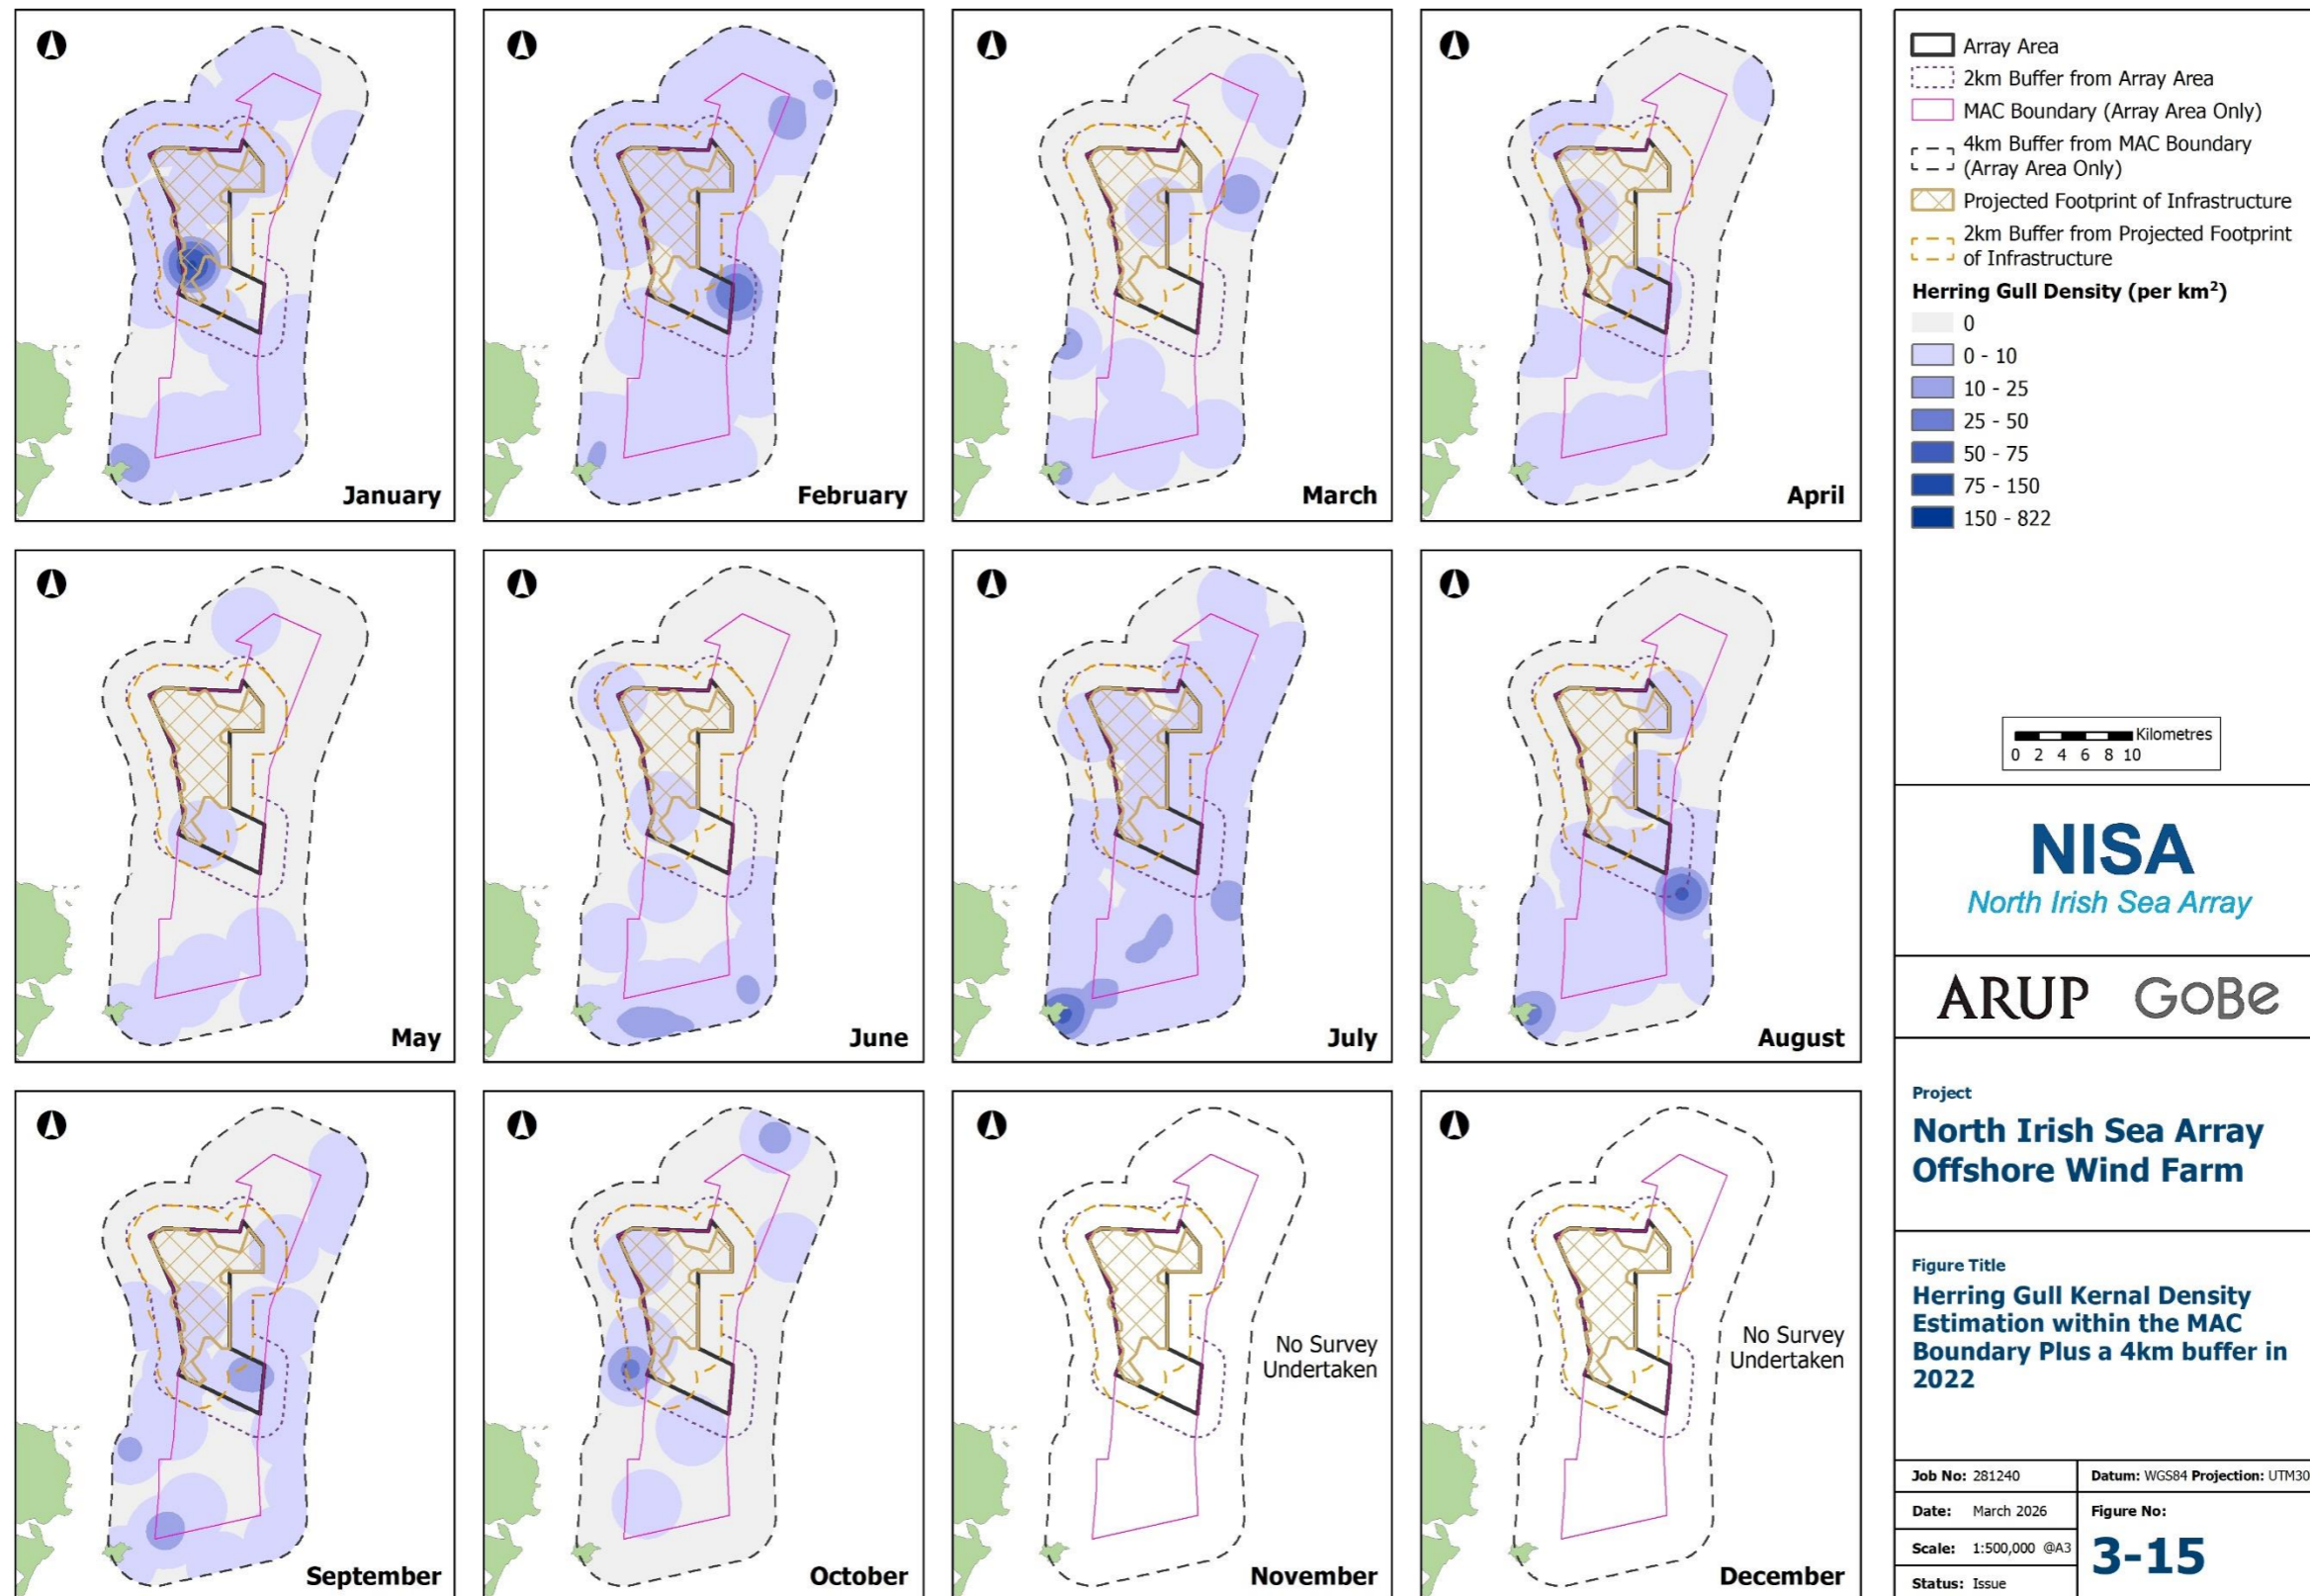 January
February
March
April
May
June
July
August
September
October
No Survey
Undertaken
November
No Survey
Undertaken
December
Array Area
2km Buffer from Array Area
MAC Boundary (Array Area Only)
4km Buffer from MAC Boundary
(Array Area Only)
Projected Footprint of Infrastructure
2km Buffer from Projected Footprint
of Infrastructure
Herring Gull Density (per km²)
0
0 - 10
10 - 25
25 - 50
50 - 75
75 - 150
150 - 822
Kilometres
0 2 4 6 8 10
NISA
North Irish Sea Array
ARUP GoBe
Project
North Irish Sea Array
Offshore Wind Farm
Figure Title
Herring Gull Kernal Density
Estimation within the MAC
Boundary Plus a 4km buffer in
2022
Job No: 281240
Datum: WGS84 Projection: UTM30
Date: March 2026
Figure No:
Scale: 1:500,000 @A3
3-15
Status: Issue